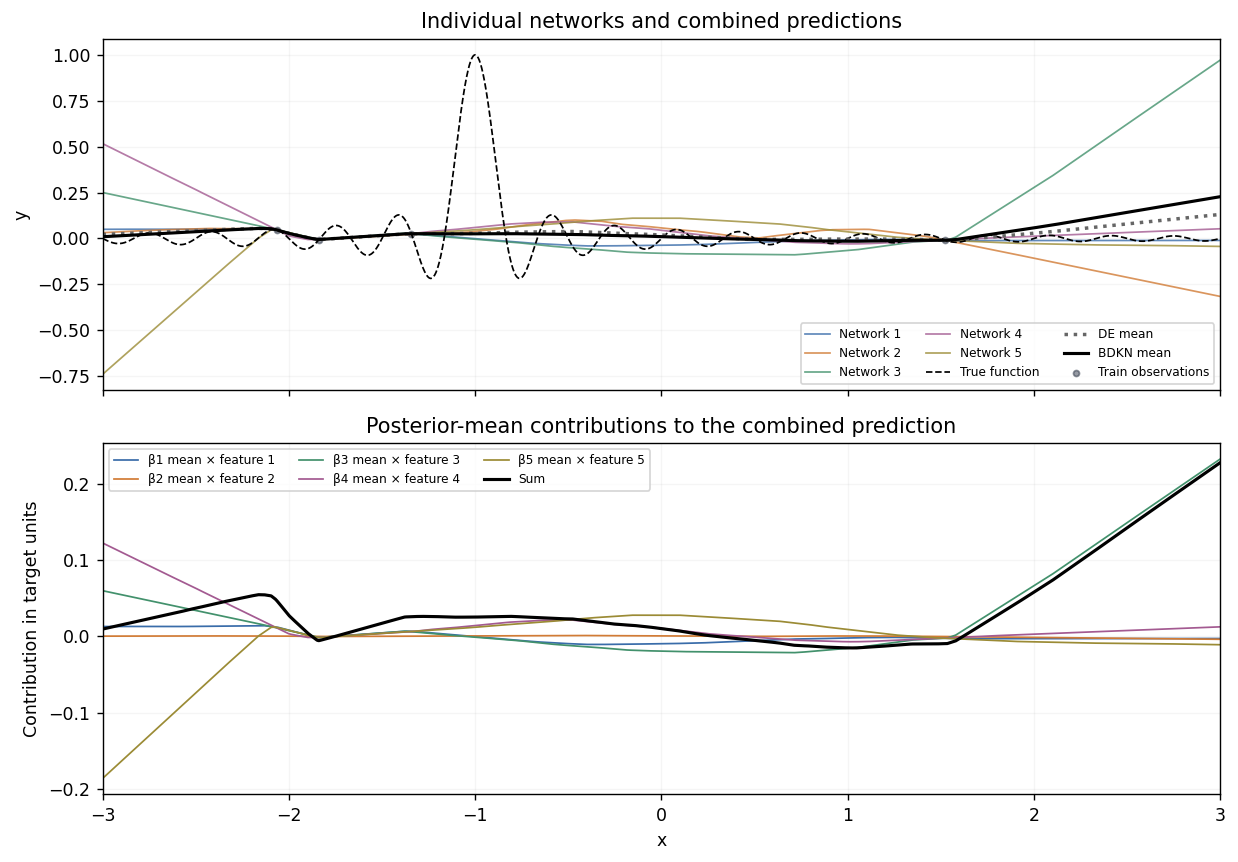 Individual networks and combined predictions
1.00
0.75
0.50
0.25
0.00
−0.25
−0.50
−0.75
y
Network 1
Network 2
Network 3
Network 4
Network 5
True function
DE mean
BDKN mean
Train observations
Posterior-mean contributions to the combined prediction
β1 mean × feature 1
β2 mean × feature 2
β3 mean × feature 3
β4 mean × feature 4
β5 mean × feature 5
Sum
0.2
0.1
0.0
−0.1
−0.2
Contribution in target units
−3
−2
−1
0
1
2
3
x